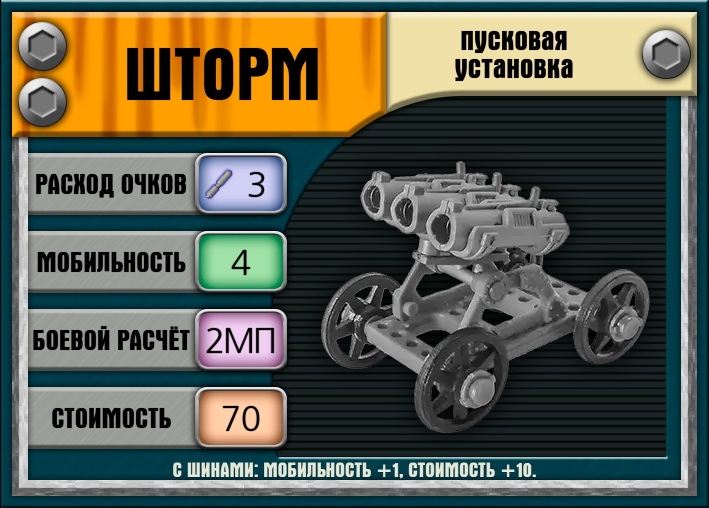 ШТОРМ
ПУСКОВАЯ
УСТАНОВКА
РАСХОД ОЧКОВ 3
МОБИЛЬНОСТЬ 4
БОЕВОЙ РАСЧЁТ 2МП
СТОИМОСТЬ 70
С ШИНАМИ: МОБИЛЬНОСТЬ +1, СТОИМОСТЬ +10.